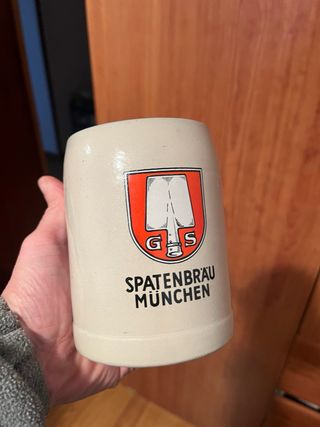 G S
SPATENBRÄU
MÜNCHEN